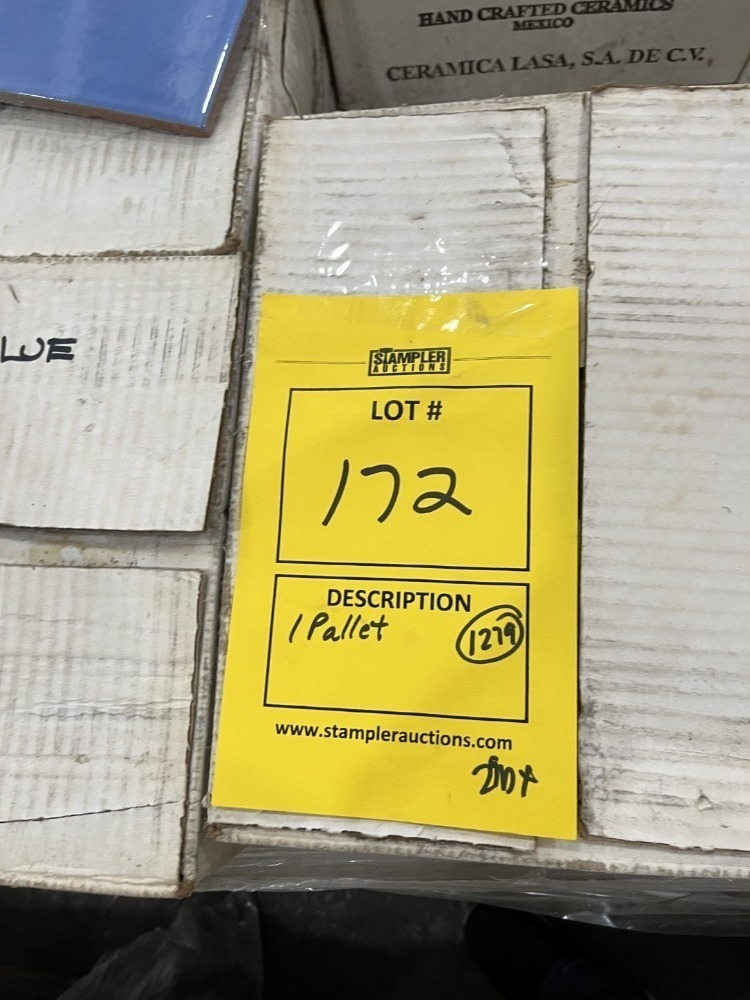 HAND CRAFTED CERAMICS
MEXICO
CERAMICA LASA, S.A. DE C.V.
LUE
STAMPLER
AUCTIONS
LOT #
172
DESCRIPTION
1 Pallet
1279
www.stamplerauctions.com